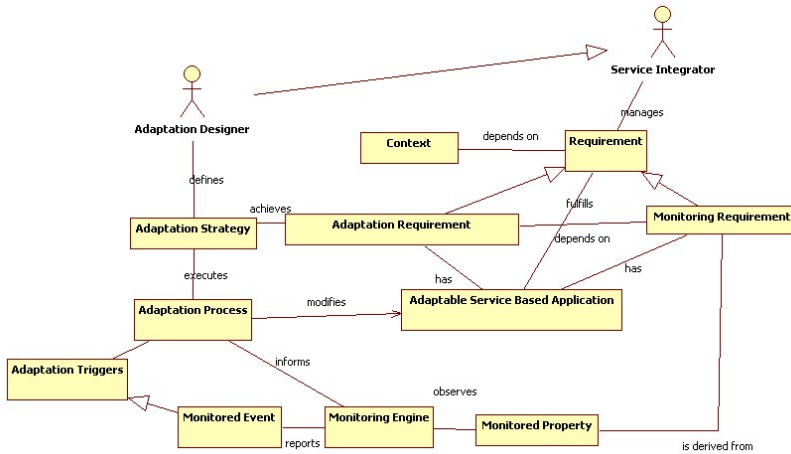 Service Integrator
Adaptation Designer
manages
Context
depends on
Requirement
defines
achieves
fulfills
Adaptation Strategy
Adaptation Requirement
Monitoring Requirement
depends on
executes
has
has
Adaptation Process
modifies
Adaptable Service Based Application
Adaptation Triggers
informs
observes
Monitored Event
Monitoring Engine
Monitored Property
reports
is derived from